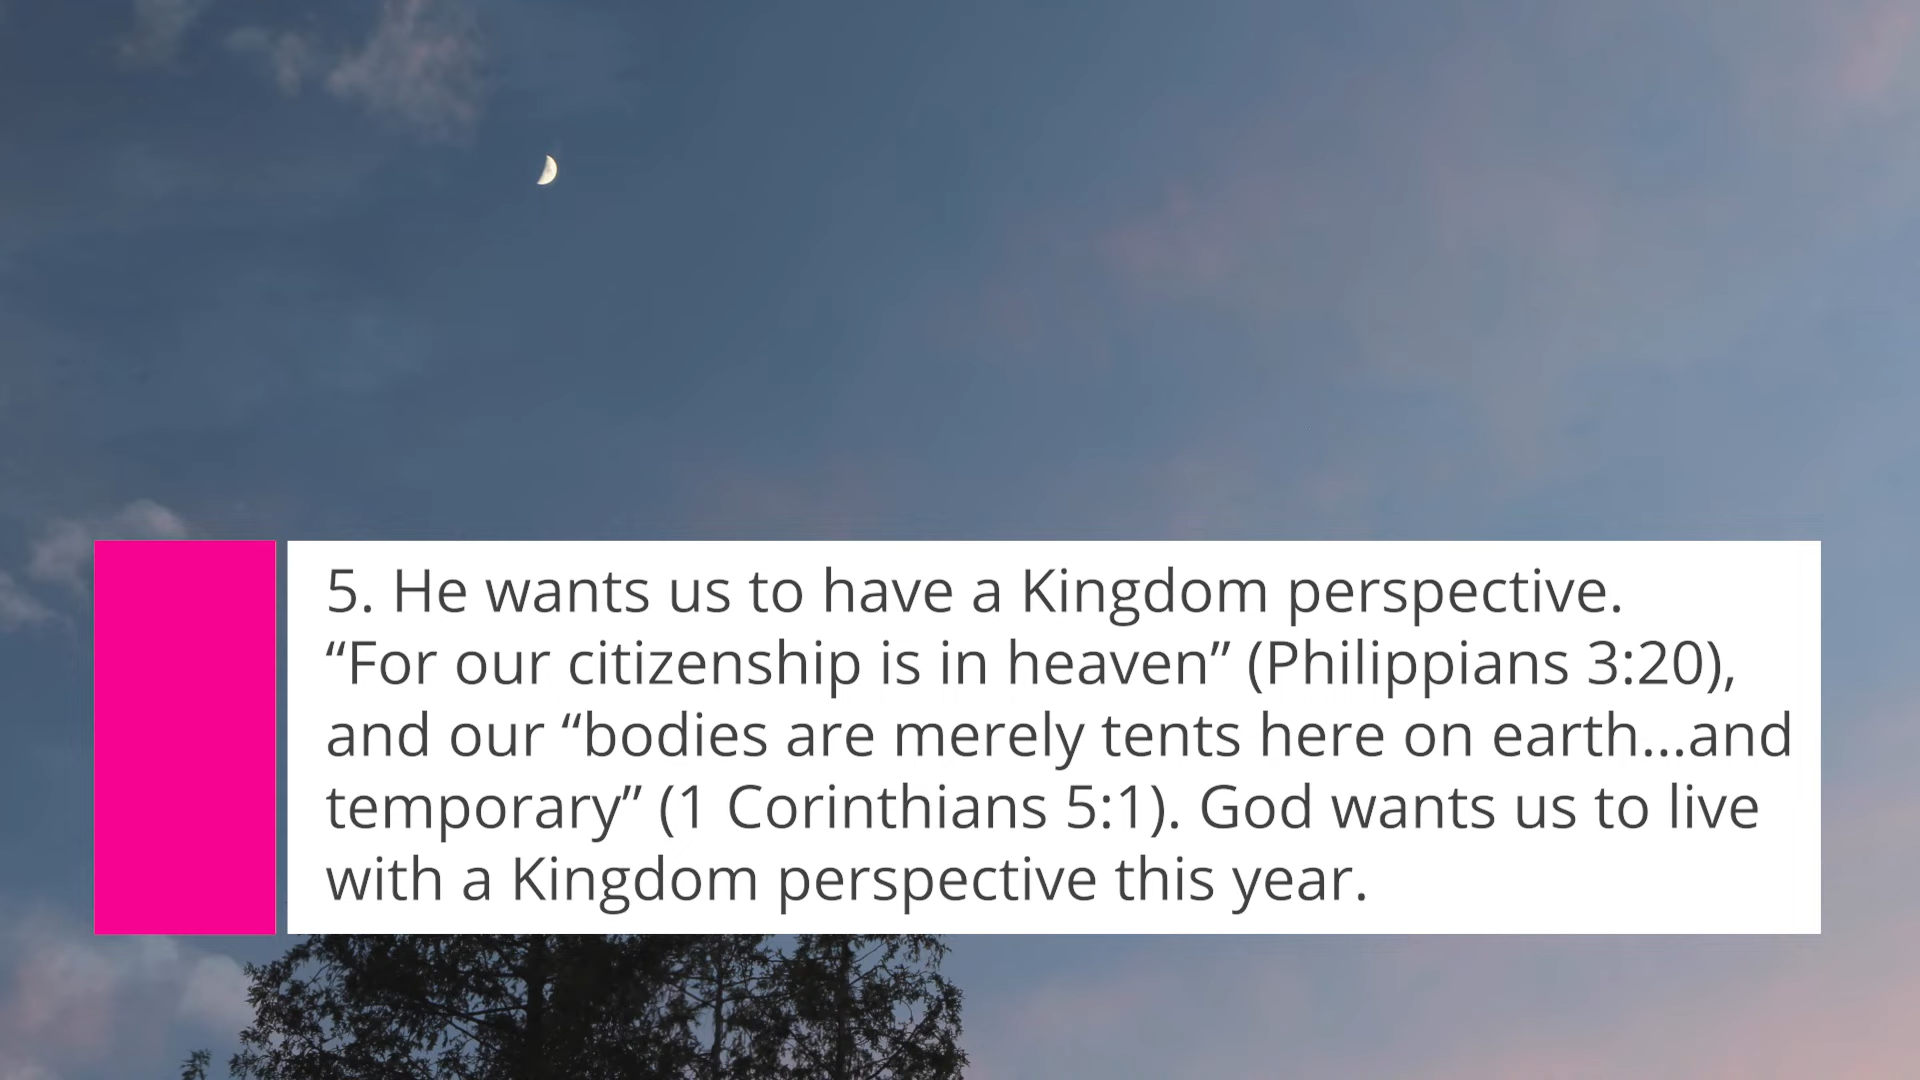 5. He wants us to have a Kingdom perspective.
“For our citizenship is in heaven” (Philippians 3:20),
and our “bodies are merely tents here on earth...and
temporary” (1 Corinthians 5:1). God wants us to live
with a Kingdom perspective this year.